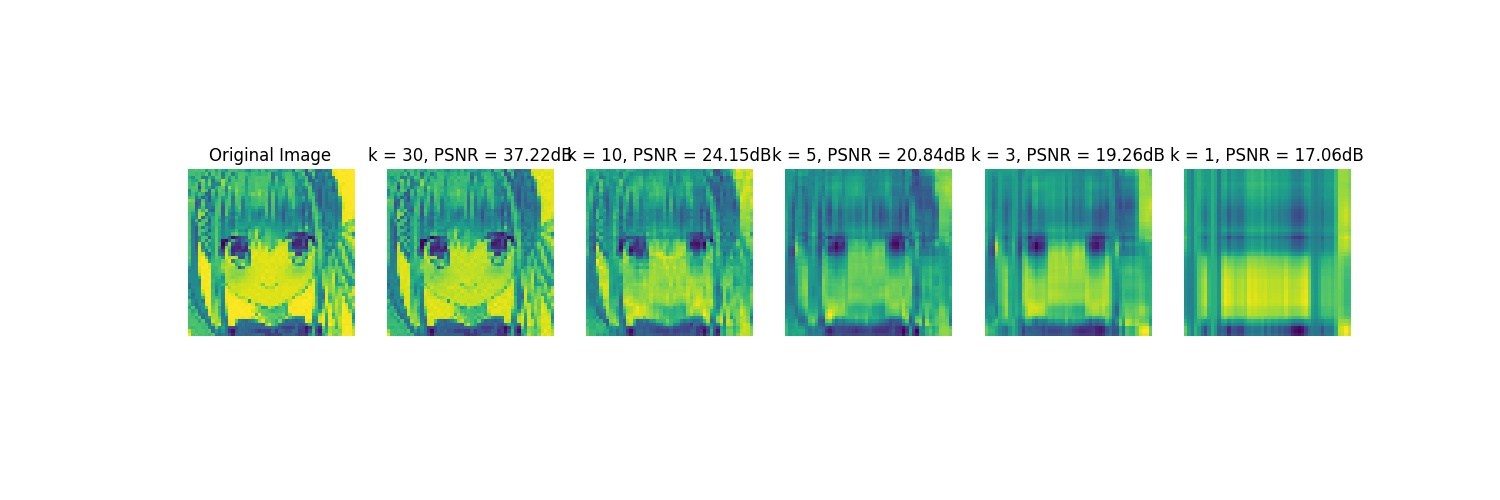 Original Image
k = 30, PSNR = 37.22dB
k = 10, PSNR = 24.15dB
k = 5, PSNR = 20.84dB
k = 3, PSNR = 19.26dB
k = 1, PSNR = 17.06dB